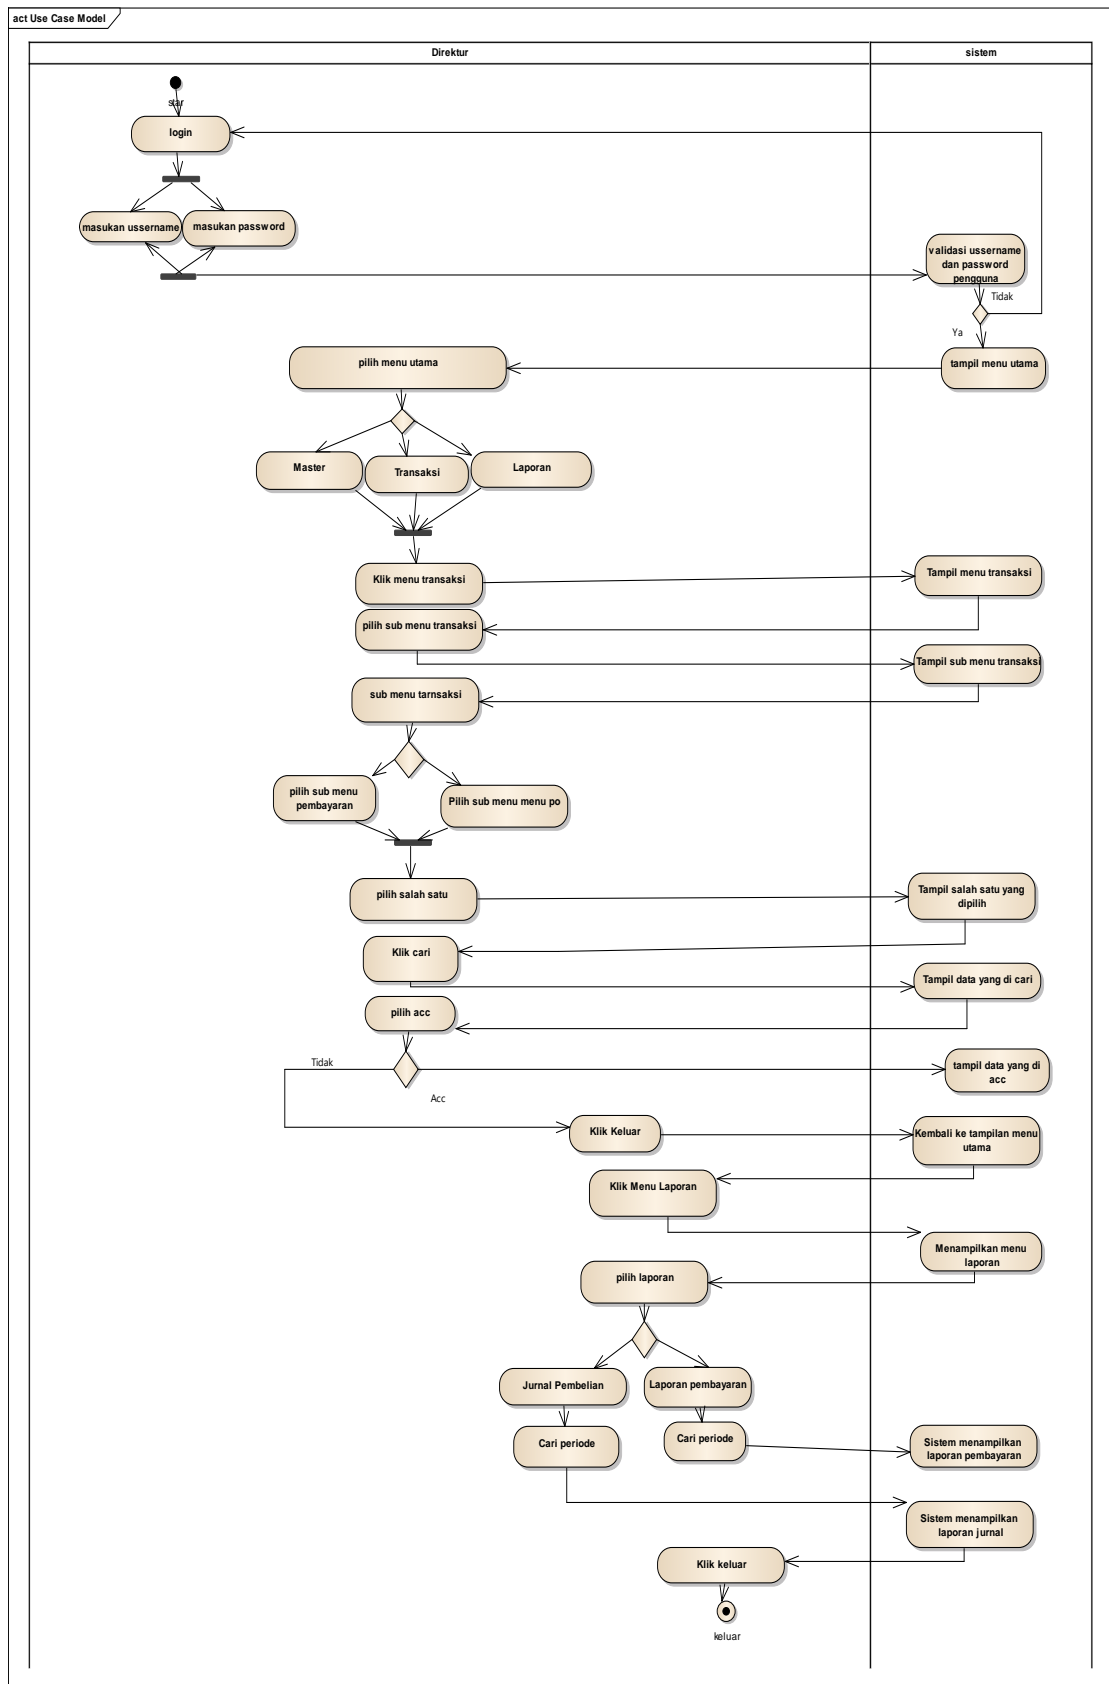 act Use Case Model
Direktur
sistem
star
login
masukan ussername
masukan password
validasi ussername
dan password
pengguna
Tidak
Ya
tampil menu utama
pilih menu utama
Master
Transaksi
Laporan
Klik menu transaksi
Tampil menu transaksi
pilih sub menu transaksi
Tampil sub menu transaksi
sub menu tarnsaksi
pilih sub menu
pembayaran
Pilih sub menu menu po
pilih salah satu
Tampil salah satu yang
dipilih
Klik cari
Tampil data yang di cari
pilih acc
Tidak
Acc
tampil data yang di
acc
Klik Keluar
Kembali ke tampilan menu
utama
Klik Menu Laporan
Menampilkan menu
laporan
pilih laporan
Jurnal Pembelian
Laporan pembayaran
Cari periode
Cari periode
Sistem menampilkan
laporan pembayaran
Sistem menampilkan
laporan jurnal
Klik keluar
keluar